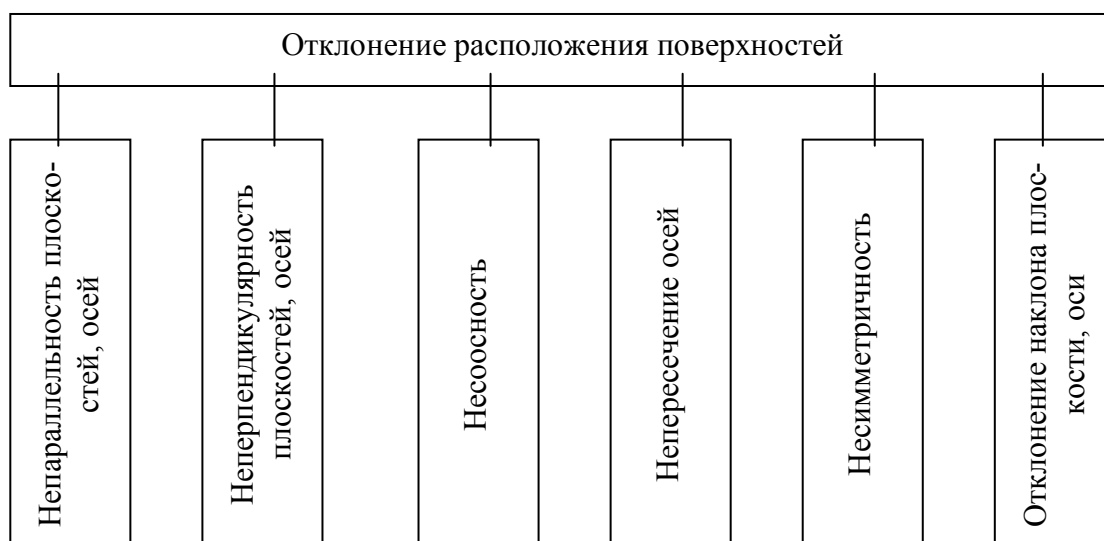 Отклонение расположения поверхностей
Непараллельность плоско-
стей, осей
Неперпендикулярность
плоскостей, осей
Несоосность
Непересечение осей
Несимметричность
Отклонение наклона плос-
кости, оси